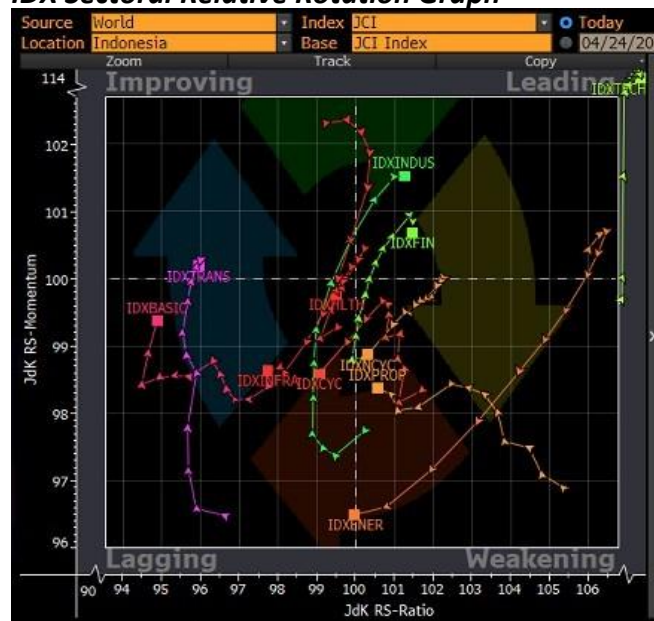 IDX Sectoral Relative Rotation Graph
Source World Index JCI Today
Location Indonesia Base JCI Index 04/24/20
Zoom Track Copy
Improving Leading
IDXTECH
IDXINDUS
IDXFIN
IDXTRANS
IDXBASIC
IDXHLTH
IDXNCYC
IDXPROP
IDXINFRA
IDXCYC
IDXENER
Lagging Weakening
JdK RS-Momentum
114
102
101
100
99
98
97
96
90 94 95 96 97 98 99 100 101 102 103 104 105 106
JdK RS-Ratio